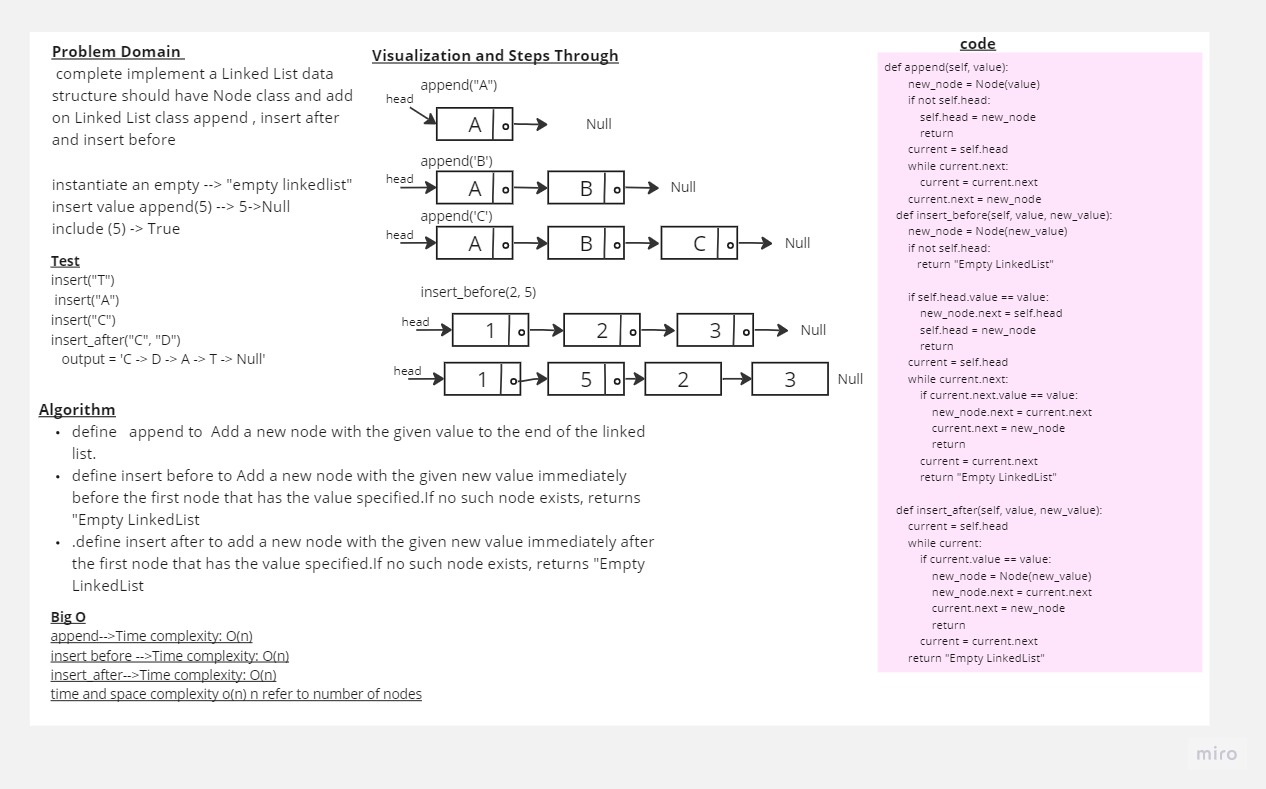 Problem Domain
complete implement a Linked List data
structure should have Node class and add
on Linked List class append , insert after
and insert before
instantiate an empty --> "empty linkedlist"
insert value append(5) --> 5->Null
include (5) -> True
Test
insert("T")
insert("A")
insert("C")
insert_after("C", "D")
output = 'C -> D -> A -> T -> Null'
Visualization and Steps Through
append("A")
head
A
Null
append('B')
head
A B Null
append('C')
head
A B C Null
insert_before(2, 5)
head
1 2 3 Null
head
1 5 2 3 Null
Algorithm
• define append to Add a new node with the given value to the end of the linked
list.
• define insert before to Add a new node with the given new value immediately
before the first node that has the value specified.If no such node exists, returns
"Empty LinkedList
• .define insert after to add a new node with the given new value immediately after
the first node that has the value specified.If no such node exists, returns "Empty
LinkedList
Big O
append-->Time complexity: O(n)
insert before -->Time complexity: O(n)
insert_after-->Time complexity: O(n)
time and space complexity o(n) n refer to number of nodes
code
def append(self, value):
new_node = Node(value)
if not self.head:
self.head = new_node
return
current = self.head
while current.next:
current = current.next
current.next = new_node
def insert_before(self, value, new_value):
new_node = Node(new_value)
if not self.head:
return "Empty LinkedList"
if self.head.value == value:
new_node.next = self.head
self.head = new_node
return
current = self.head
while current.next:
if current.next.value == value:
new_node.next = current.next
current.next = new_node
return
current = current.next
return "Empty LinkedList"
def insert_after(self, value, new_value):
current = self.head
while current:
if current.value == value:
new_node = Node(new_value)
new_node.next = current.next
current.next = new_node
return
current = current.next
return "Empty LinkedList"
miro